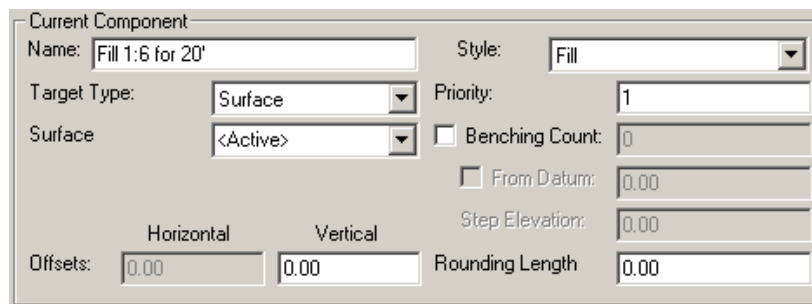 Current Component
Name: Fill 1:6 for 20' Style: Fill
Target Type: Surface Priority: 1
Surface <Active> Benching Count: 0
From Datum: 0.00
Step Elevation: 0.00
Horizontal Vertical
Offsets: 0.00 0.00 Rounding Length 0.00